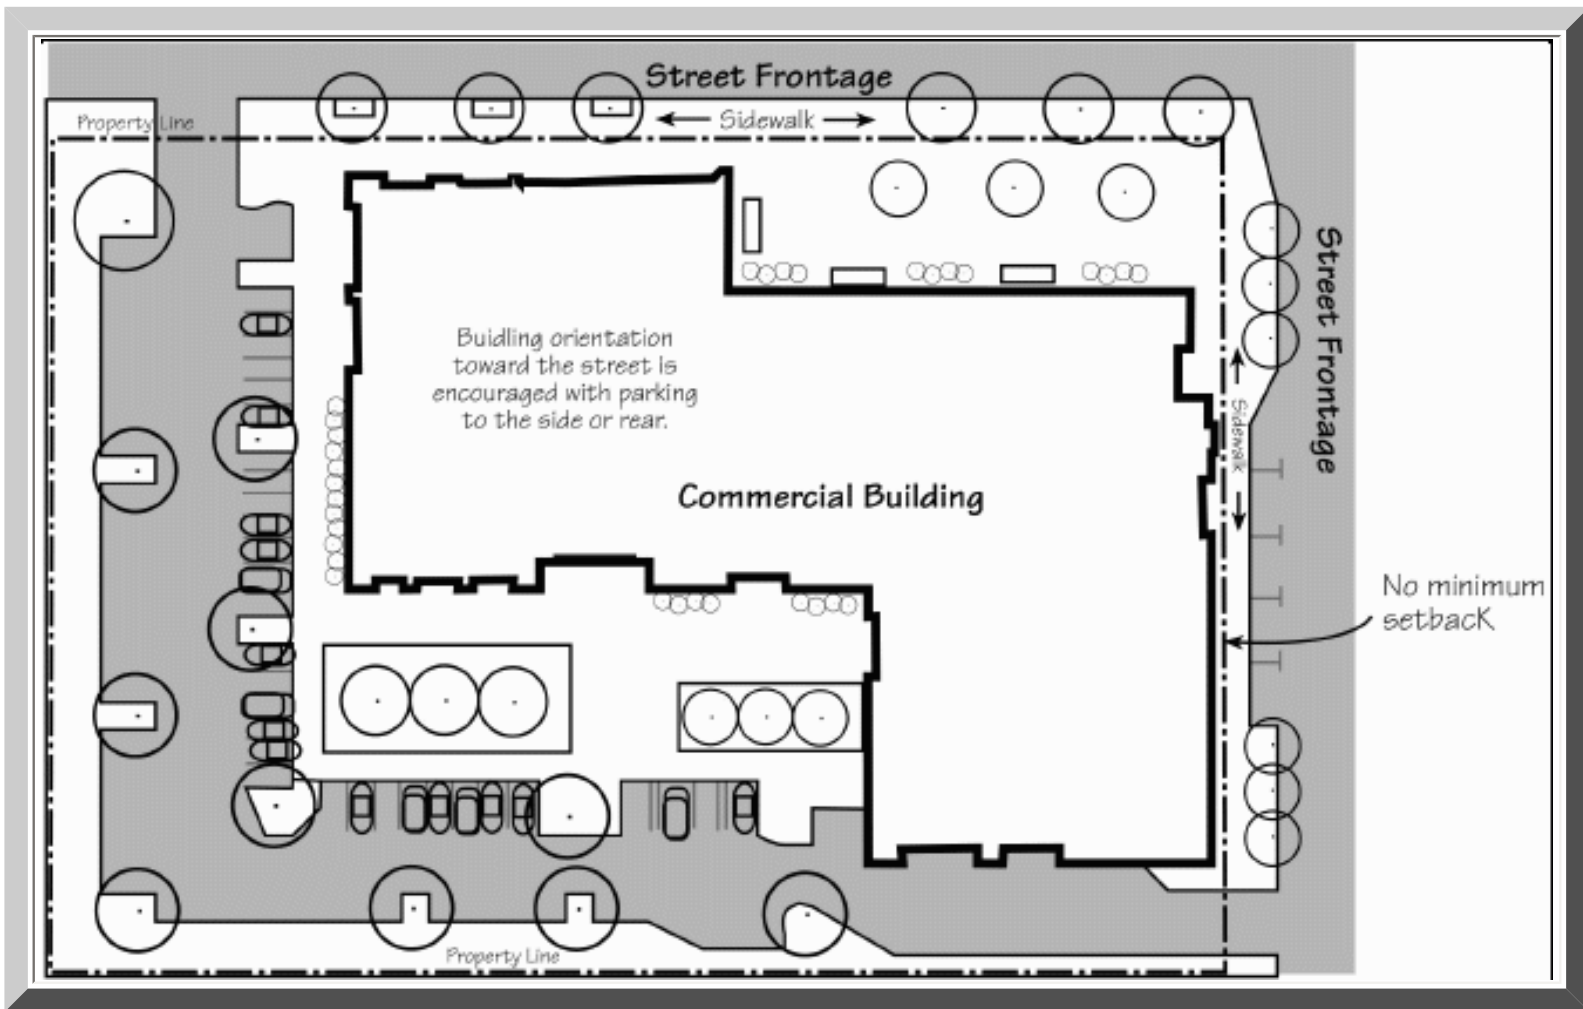 Street Frontage
Sidewalk
Property Line
Street Frontage
Sidewalk
Buidling orientation
toward the street is
encouraged with parking
to the side or rear.
Commercial Building
No minimum
setback
Property Line